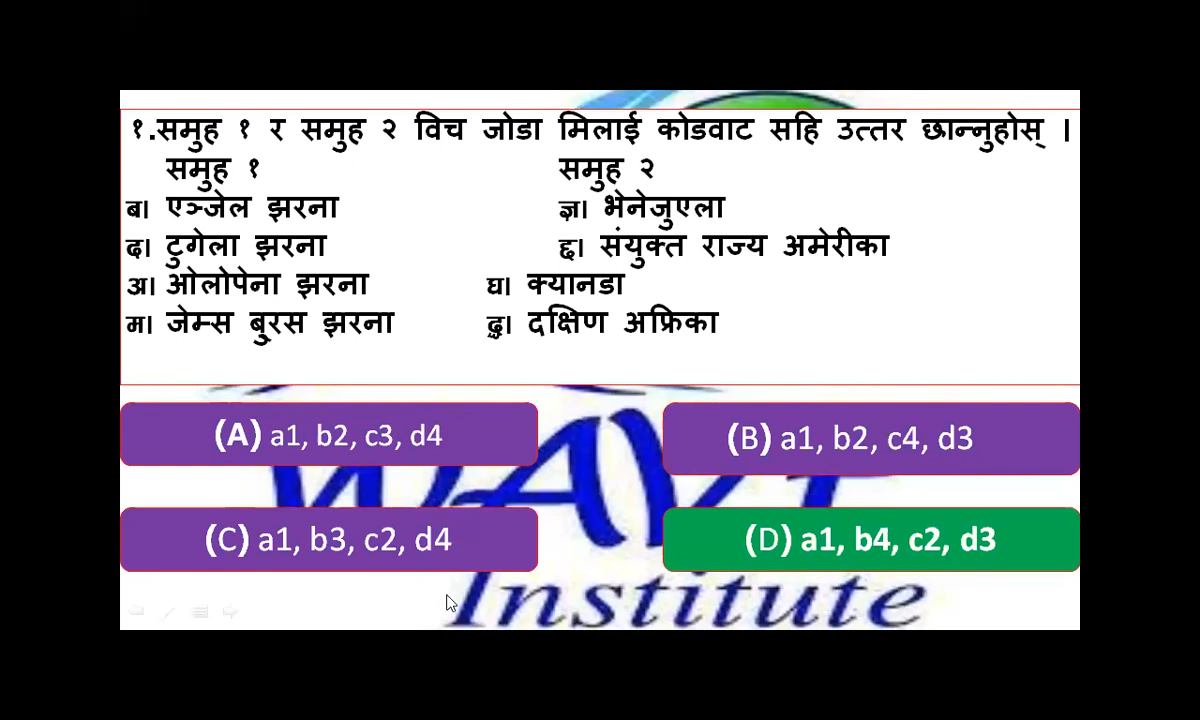 १.समुह १ र समुह २ विच जोडा मिलाई कोडवाट सहि उत्तर छान्नुहोस् ।
समुह १ समुह २
ब। एञ्जेल झरना ज्ञ। भेनेजुएला
द। टुगेला झरना द्द। संयुक्त राज्य अमेरीका
अ। ओलोपेना झरना घ। क्यानडा
म। जेम्स बु्रस झरना द्ध। दक्षिण अफ्रिका
(A) a1, b2, c3, d4
(B) a1, b2, c4, d3
(C) a1, b3, c2, d4
(D) a1, b4, c2, d3
Institute